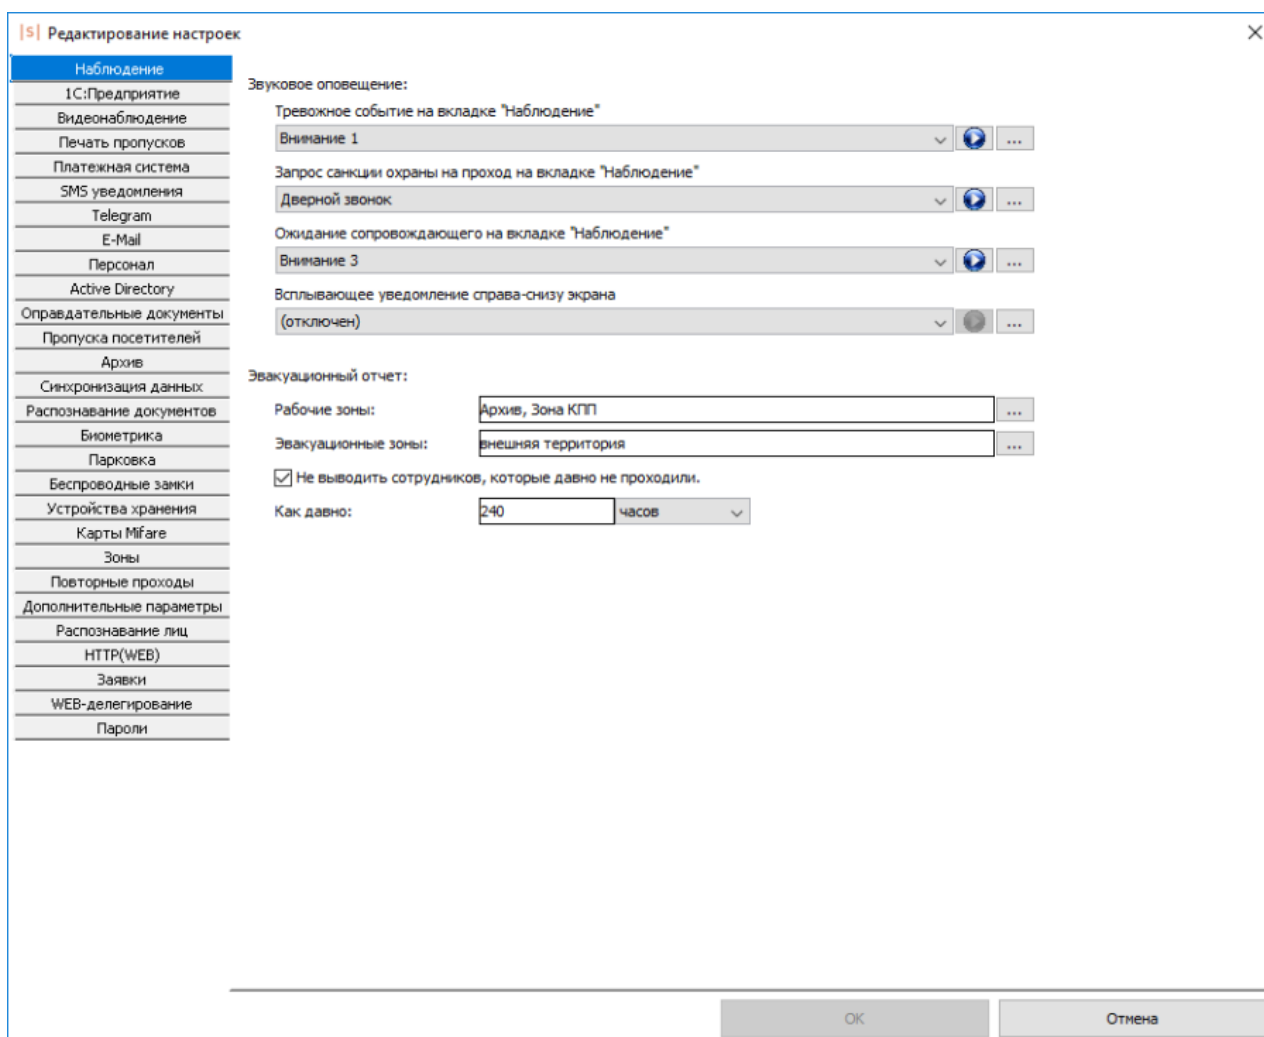 |S| Редактирование настроек
Наблюдение
1С:Предприятие
Видеонаблюдение
Печать пропусков
Платежная система
SMS уведомления
Telegram
E-Mail
Персонал
Active Directory
Оправдательные документы
Пропуска посетителей
Архив
Синхронизация данных
Распознавание документов
Биометрика
Парковка
Беспроводные замки
Устройства хранения
Карты Mifare
Зоны
Повторные проходы
Дополнительные параметры
Распознавание лиц
HTTP(WEB)
Заявки
WEB-делегирование
Пароли
Звуковое оповещение:
Тревожное событие на вкладке "Наблюдение"
Внимание 1 ...
Запрос санкции охраны на проход на вкладке "Наблюдение"
Дверной звонок ...
Ожидание сопровождающего на вкладке "Наблюдение"
Внимание 3 ...
Всплывающее уведомление справа-снизу экрана
(отключен) ...
Эвакуационный отчет:
Рабочие зоны: Архив, Зона КПП ...
Эвакуационные зоны: внешняя территория ...
Не выводить сотрудников, которые давно не проходили.
Как давно: 240 часов
OK Отмена